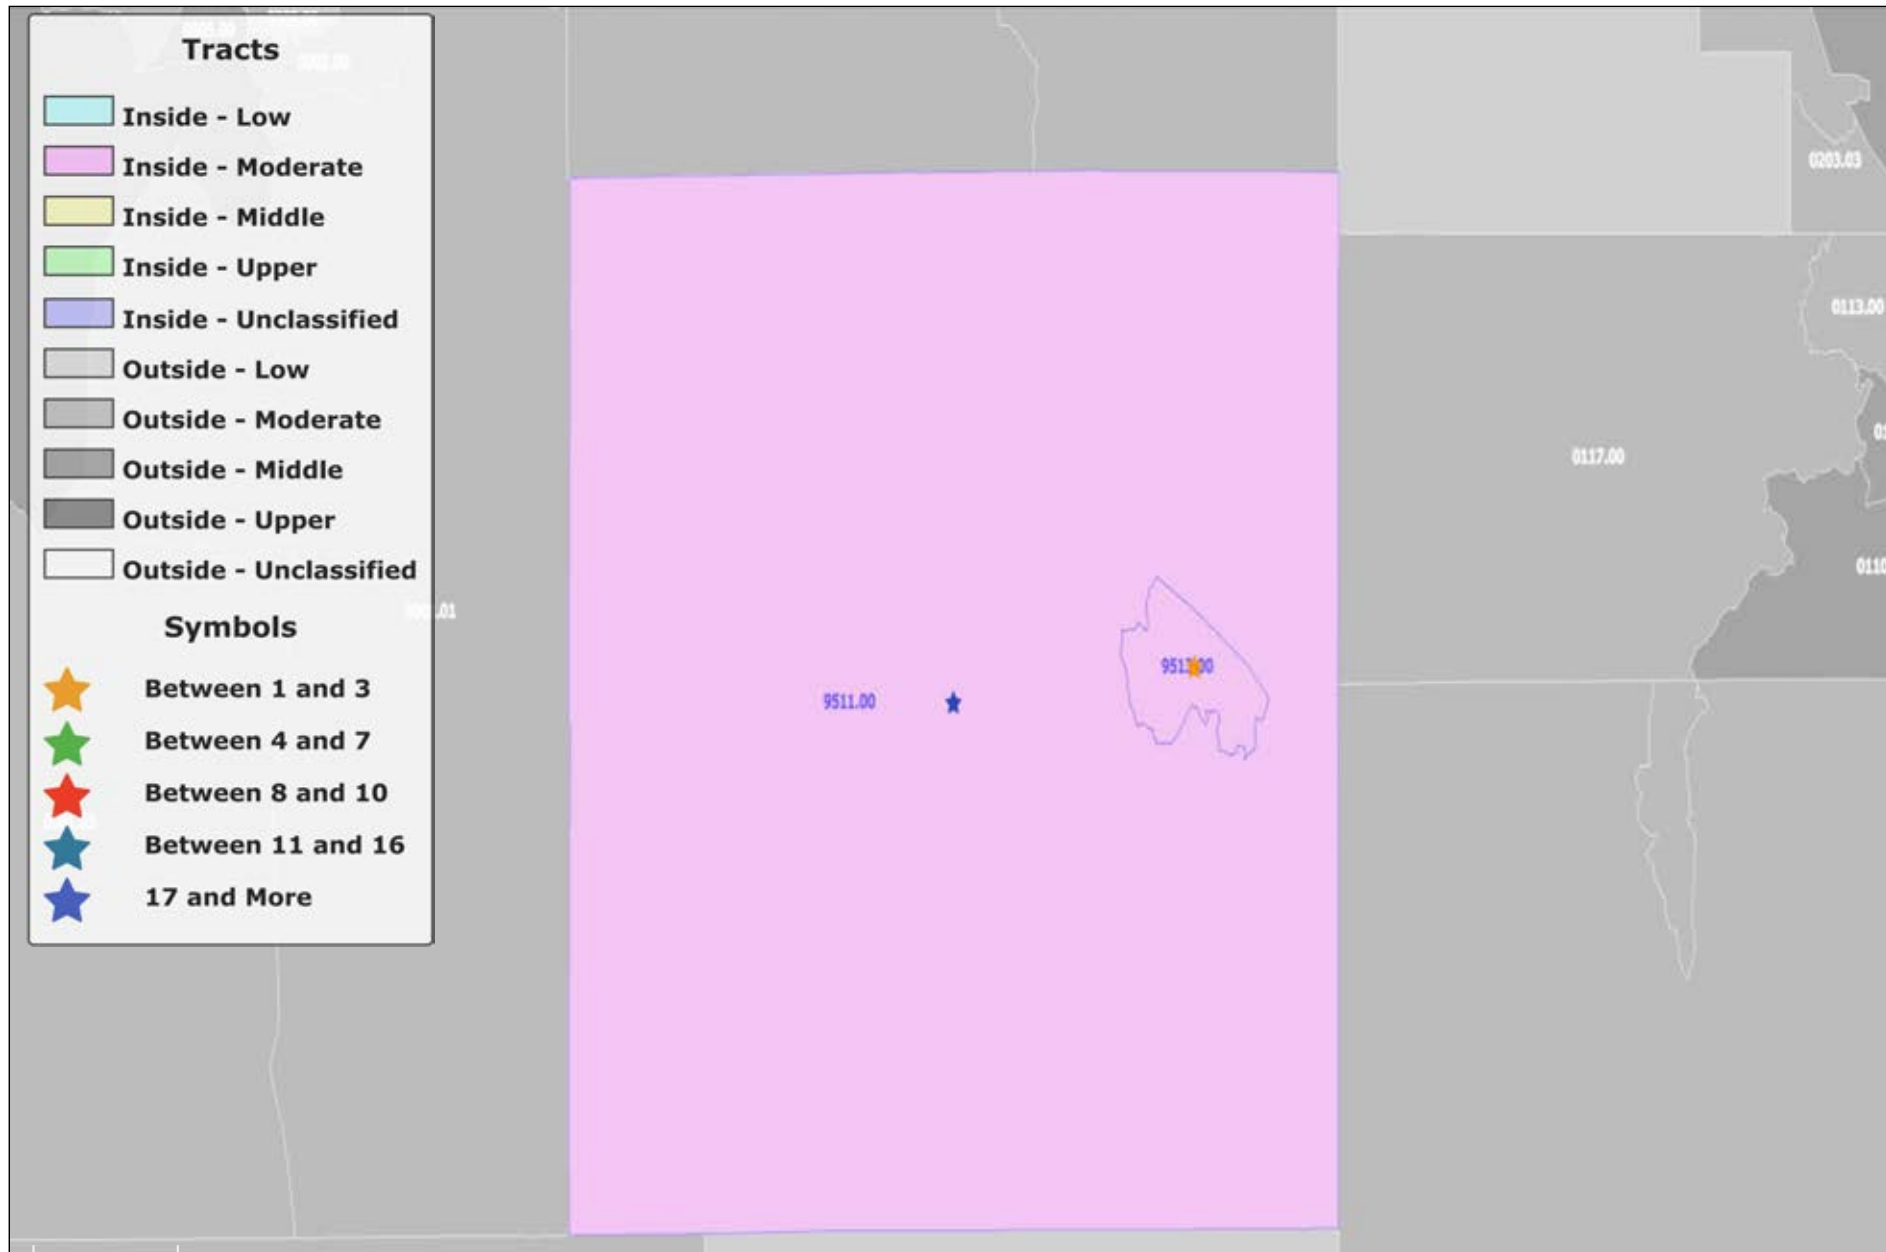 Tracts
Inside - Low
Inside - Moderate
Inside - Middle
Inside - Upper
Inside - Unclassified
Outside - Low
Outside - Moderate
Outside - Middle
Outside - Upper
Outside - Unclassified
Symbols
Between 1 and 3
Between 4 and 7
Between 8 and 10
Between 11 and 16
17 and More
0203.03
0113.00
0117.00
0110
9511.00